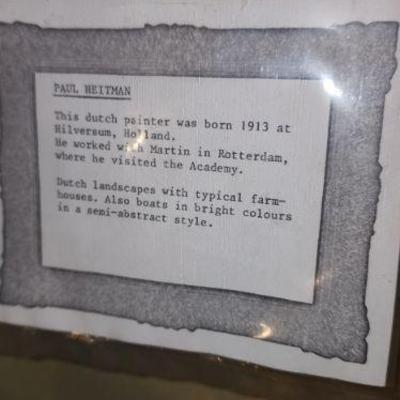 PAUL HEITMAN
This dutch painter was born 1913 at
Hilversum, Holland.
He worked with Martin in Rotterdam,
where he visited the Academy.
Dutch landscapes with typical farm-
houses. Also boats in bright colours
in a semi-abstract style.